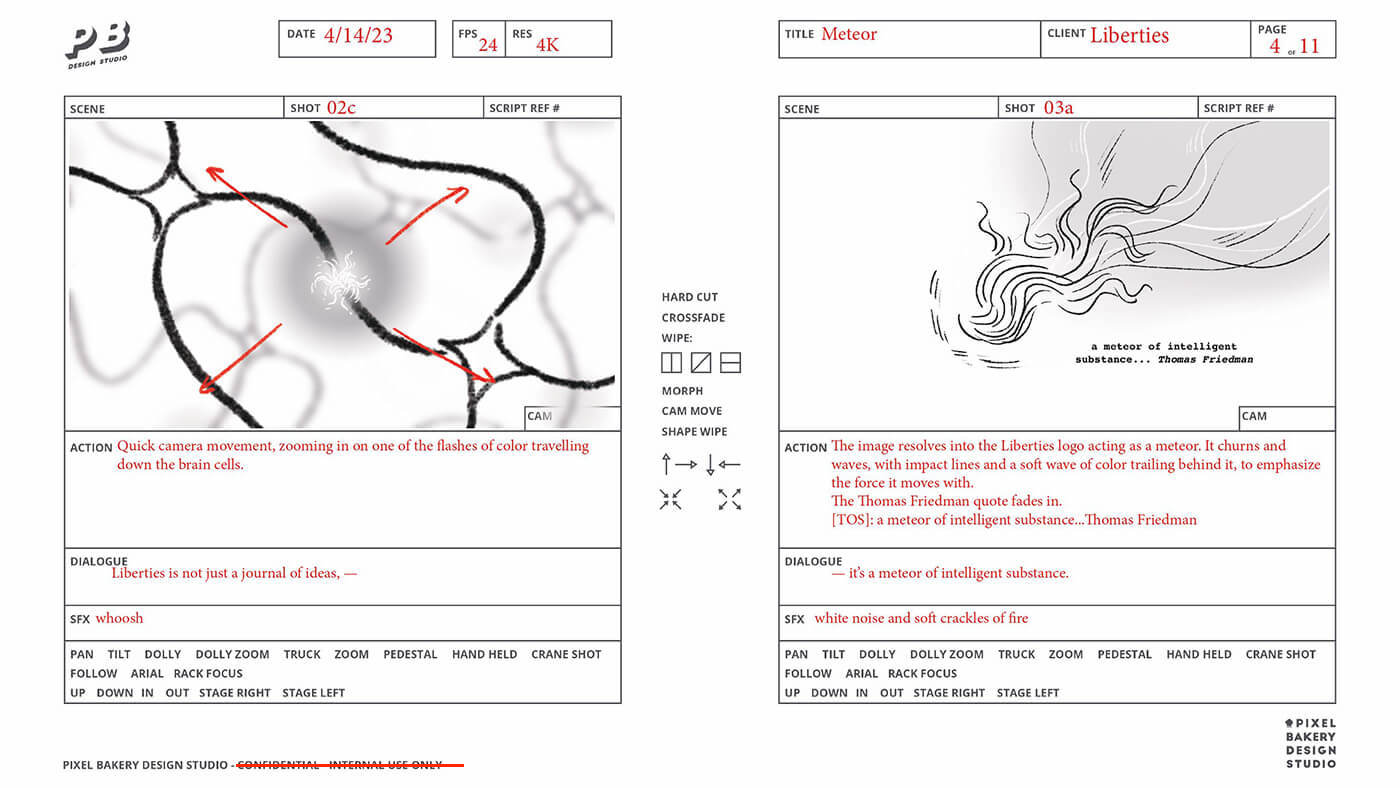 PB
DESIGN STUDIO
DATE 4/14/23
FPS 24
RES 4K
TITLE Meteor
CLIENT Liberties
PAGE
4 OF 11
SCENE
SHOT 02c
SCRIPT REF #
CAM
ACTION Quick camera movement, zooming in on one of the flashes of color travelling
down the brain cells.
DIALOGUE
Liberties is not just a journal of ideas, —
SFX whoosh
PAN TILT DOLLY DOLLY ZOOM TRUCK ZOOM PEDESTAL HAND HELD CRANE SHOT
FOLLOW ARIAL RACK FOCUS
UP DOWN IN OUT STAGE RIGHT STAGE LEFT
HARD CUT
CROSSFADE
WIPE:
MORPH
CAM MOVE
SHAPE WIPE
SCENE
SHOT 03a
SCRIPT REF #
a meteor of intelligent
substance... Thomas Friedman
CAM
ACTION The image resolves into the Liberties logo acting as a meteor. It churns and
waves, with impact lines and a soft wave of color trailing behind it, to emphasize
the force it moves with.
The Thomas Friedman quote fades in.
[TOS]: a meteor of intelligent substance...Thomas Friedman
DIALOGUE
— it's a meteor of intelligent substance.
SFX white noise and soft crackles of fire
PAN TILT DOLLY DOLLY ZOOM TRUCK ZOOM PEDESTAL HAND HELD CRANE SHOT
FOLLOW ARIAL RACK FOCUS
UP DOWN IN OUT STAGE RIGHT STAGE LEFT
PIXEL BAKERY DESIGN STUDIO - CONFIDENTIAL - INTERNAL USE ONLY
PIXEL
BAKERY
DESIGN
STUDIO